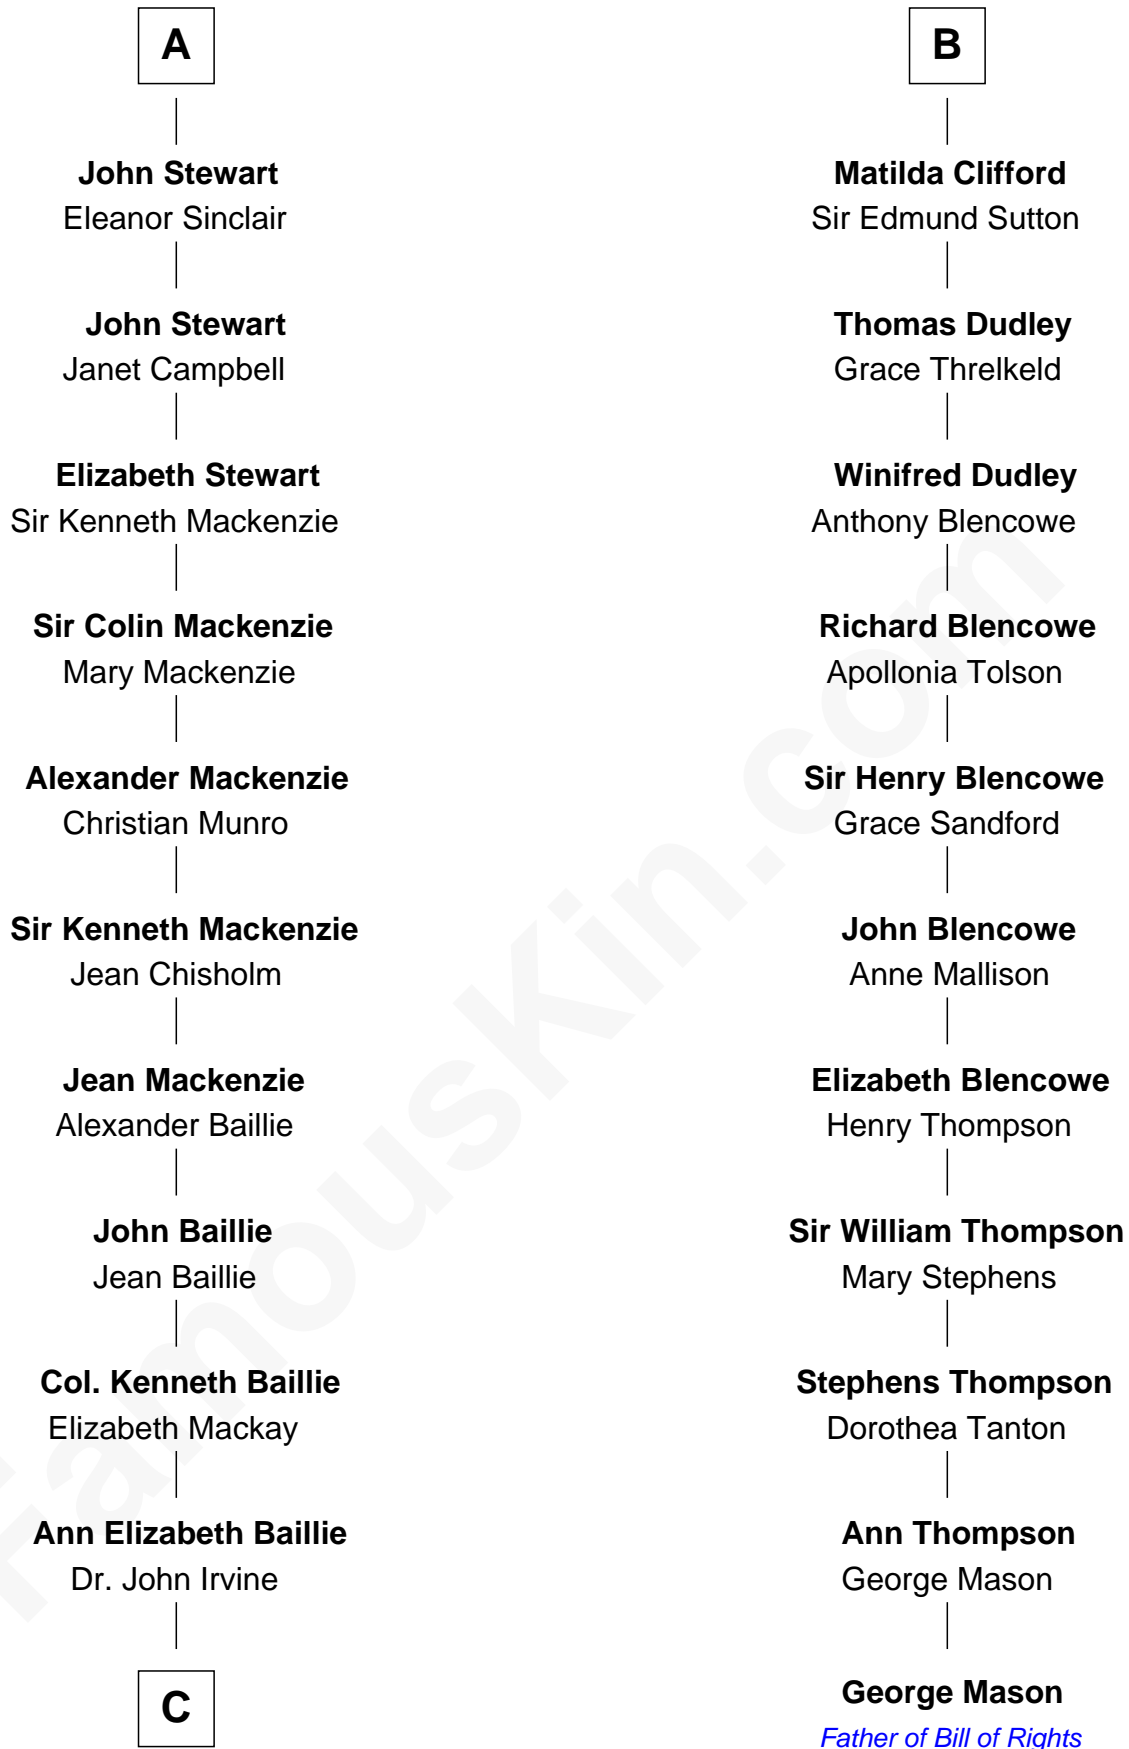 A
John Stewart
Eleanor Sinclair
John Stewart
Janet Campbell
Elizabeth Stewart
Sir Kenneth Mackenzie
Sir Colin Mackenzie
Mary Mackenzie
Alexander Mackenzie
Christian Munro
Sir Kenneth Mackenzie
Jean Chisholm
Jean Mackenzie
Alexander Baillie
John Baillie
Jean Baillie
Col. Kenneth Baillie
Elizabeth Mackay
Ann Elizabeth Baillie
Dr. John Irvine
C
B
Matilda Clifford
Sir Edmund Sutton
Thomas Dudley
Grace Threlkeld
Winifred Dudley
Anthony Blencowe
Richard Blencowe
Apollonia Tolson
Sir Henry Blencowe
Grace Sandford
John Blencowe
Anne Mallison
Elizabeth Blencowe
Henry Thompson
Sir William Thompson
Mary Stephens
Stephens Thompson
Dorothea Tanton
Ann Thompson
George Mason
George Mason
Father of Bill of Rights
FamousKin.com